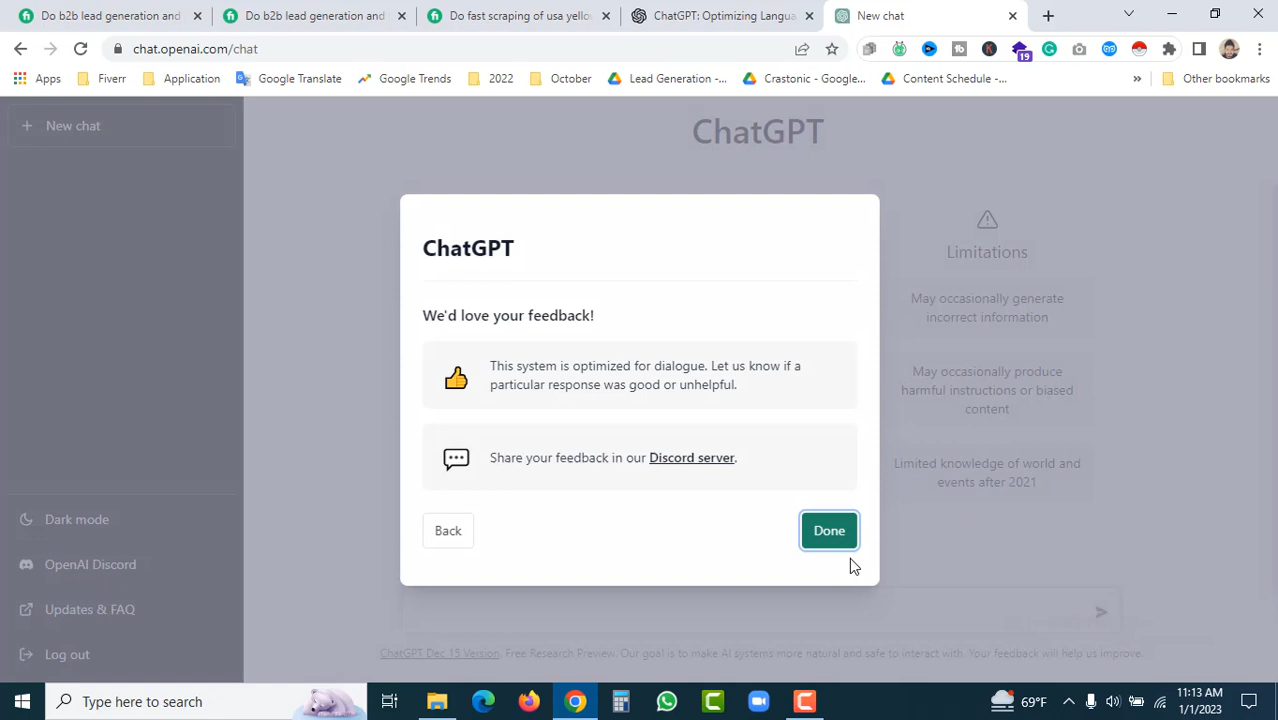 Do b2b lead generation and
Do b2b lead generation and
Do fast scraping of usa yello
ChatGPT: Optimizing Langua
New chat
chat.openai.com/chat
19
Apps
Fiverr
Application
Google Translate
Google Trends
2022
October
Lead Generation -...
Crastonic - Google...
Content Schedule -...
Other bookmarks
New chat
ChatGPT
Limitations
May occasionally generate
incorrect information
May occasionally produce
harmful instructions or biased
content
Limited knowledge of world and
events after 2021
ChatGPT
We'd love your feedback!
This system is optimized for dialogue. Let us know if a
particular response was good or unhelpful.
Share your feedback in our Discord server.
Back
Done
Dark mode
OpenAI Discord
Updates & FAQ
Log out
ChatGPT Dec 15 Version. Free Research Preview. Our goal is to make AI systems more natural and safe to interact with. Your feedback will help us improve.
Type here to search
69°F
11:13 AM
1/1/2023